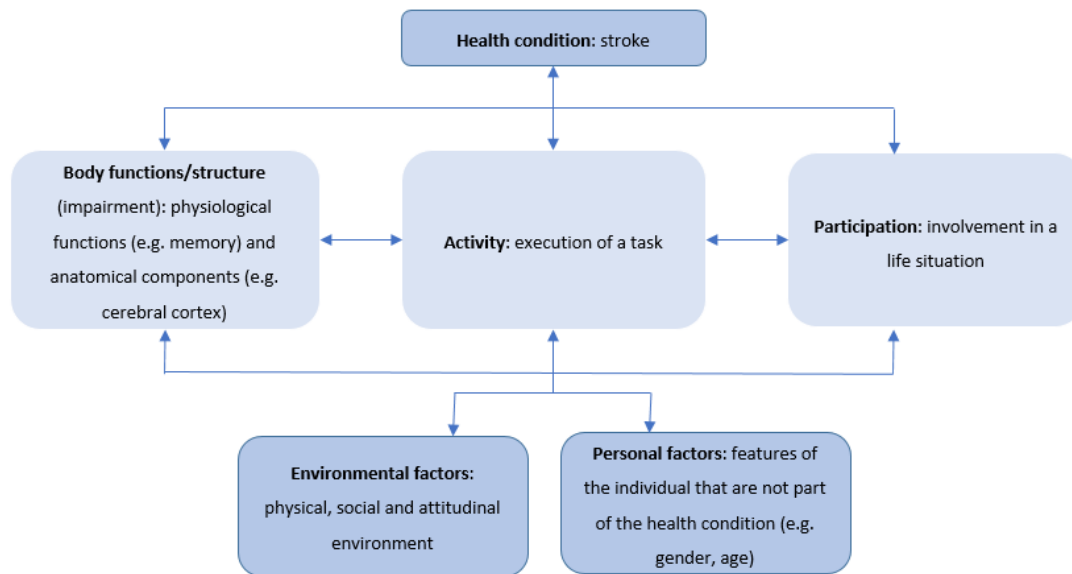 Health condition: stroke
Body functions/structure
(impairment): physiological
functions (e.g. memory) and
anatomical components (e.g.
cerebral cortex)
Activity: execution of a task
Participation: involvement in a
life situation
Environmental factors:
physical, social and attitudinal
environment
Personal factors: features of
the individual that are not part
of the health condition (e.g.
gender, age)